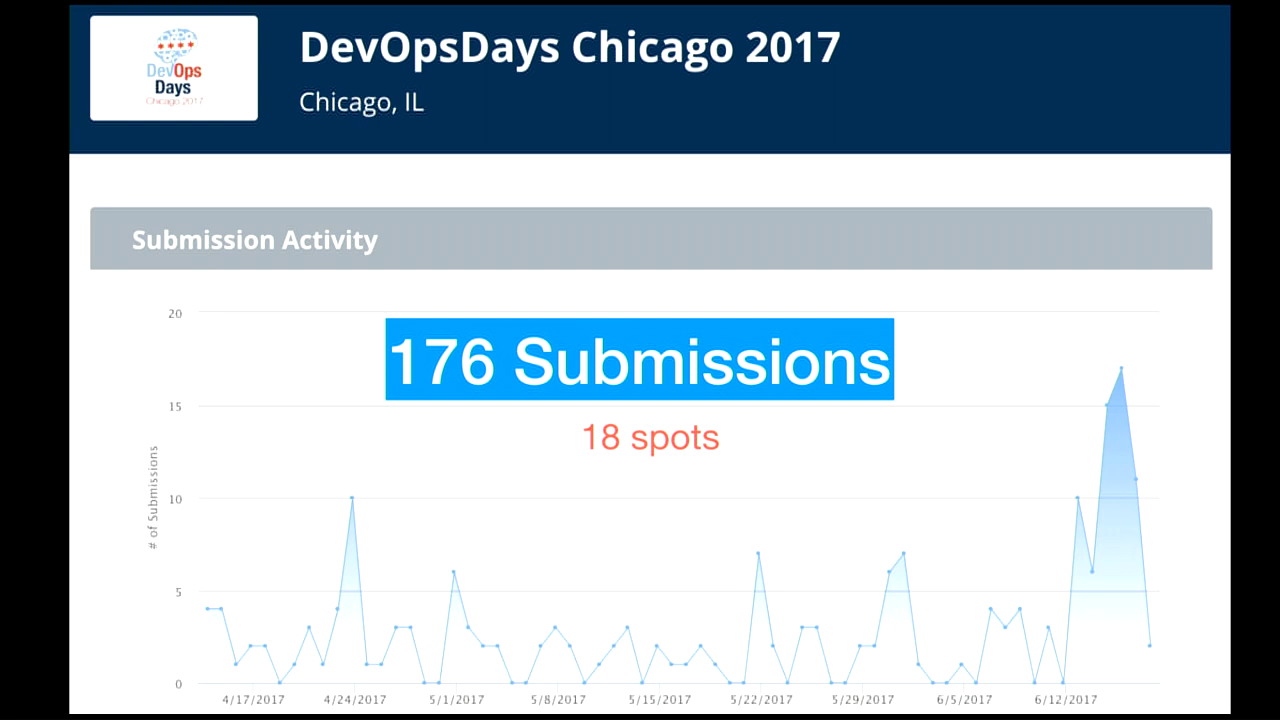 DevOps
Days
Chicago 2017
DevOpsDays Chicago 2017
Chicago, IL
Submission Activity
176 Submissions
18 spots
# of Submissions
20
15
10
5
0
4/17/2017 4/24/2017 5/1/2017 5/8/2017 5/15/2017 5/22/2017 5/29/2017 6/5/2017 6/12/2017